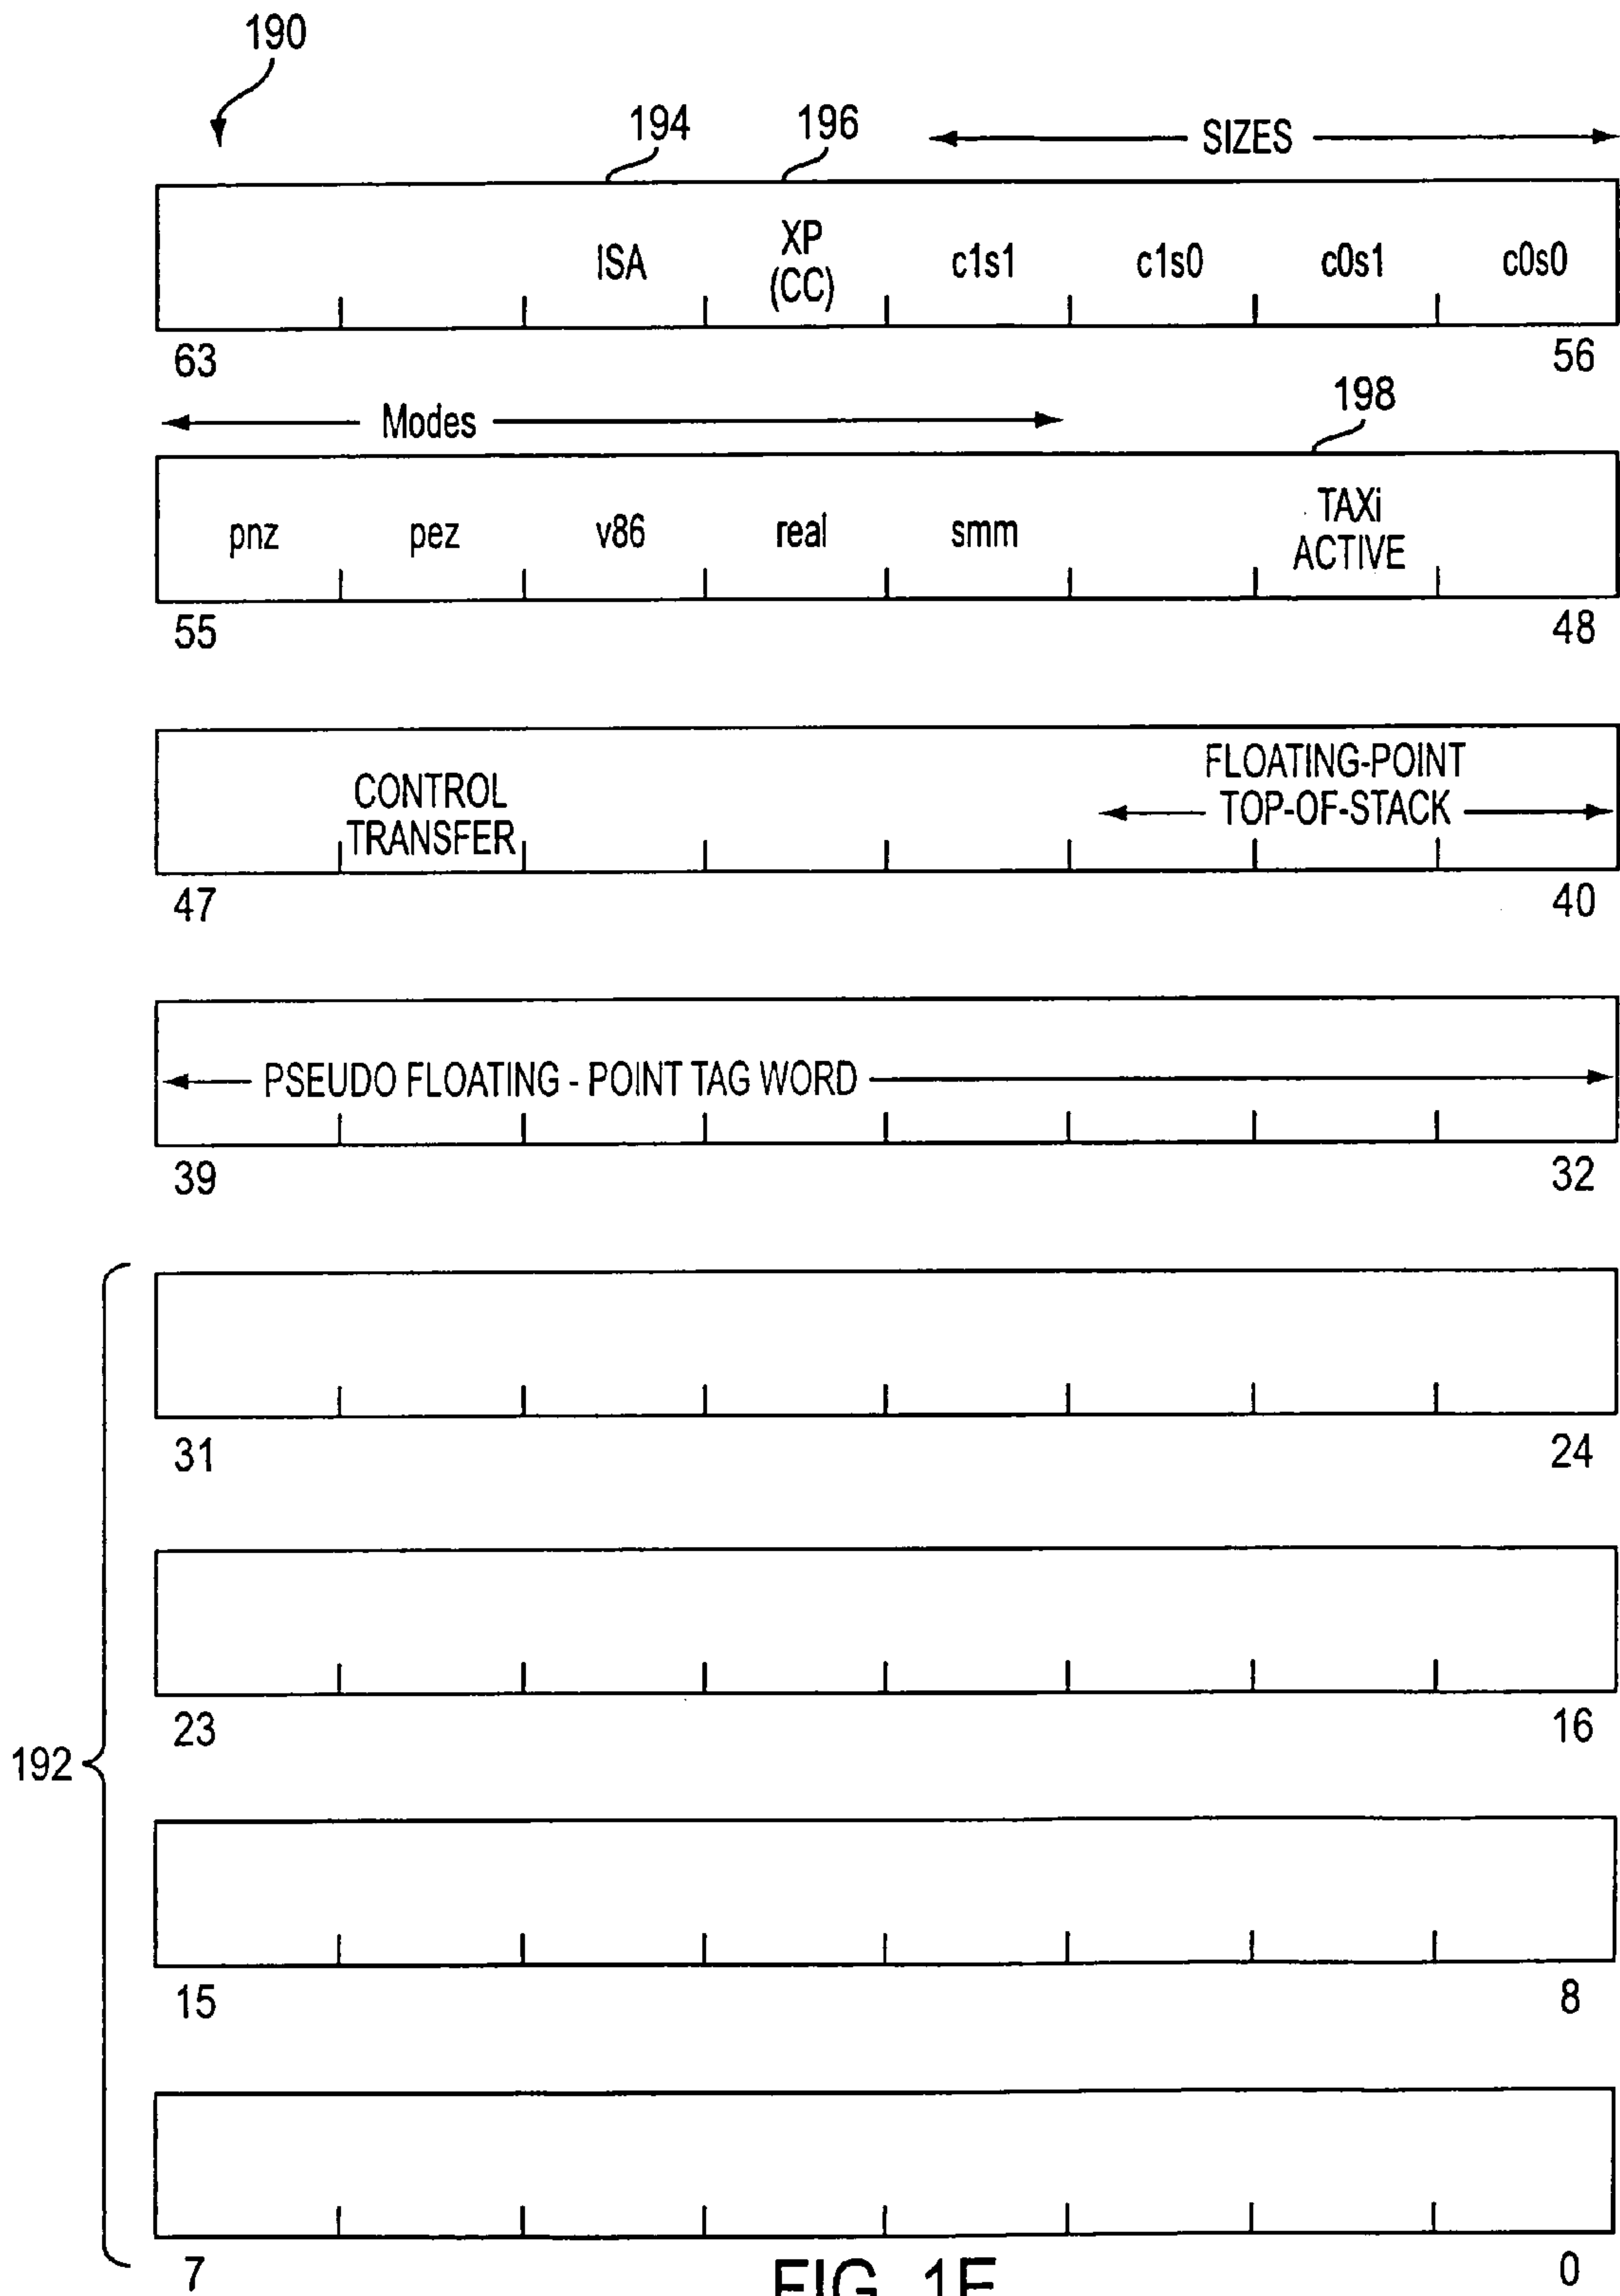 190
194 196 SIZES
ISA XP (CC) c1s1 c1s0 c0s1 c0s0
63 56
Modes 198
pnz pez v86 real smm TAXi ACTIVE
55 48
CONTROL TRANSFER FLOATING-POINT TOP-OF-STACK
47 40
PSEUDO FLOATING - POINT TAG WORD
39 32
31 24
23 16
192
15 8
7 0